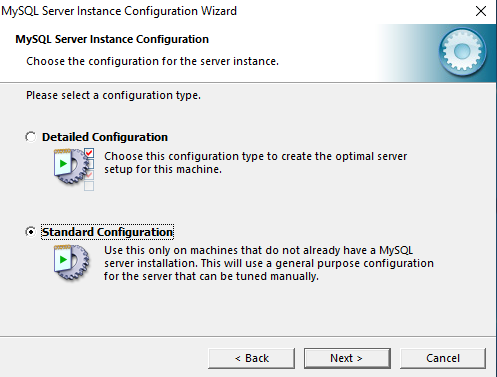 MySQL Server Instance Configuration Wizard
MySQL Server Instance Configuration
Choose the configuration for the server instance.
Please select a configuration type.
Detailed Configuration
Choose this configuration type to create the optimal server
setup for this machine.
Standard Configuration
Use this only on machines that do not already have a MySQL
server installation. This will use a general purpose configuration
for the server that can be tuned manually.
< Back
Next >
Cancel